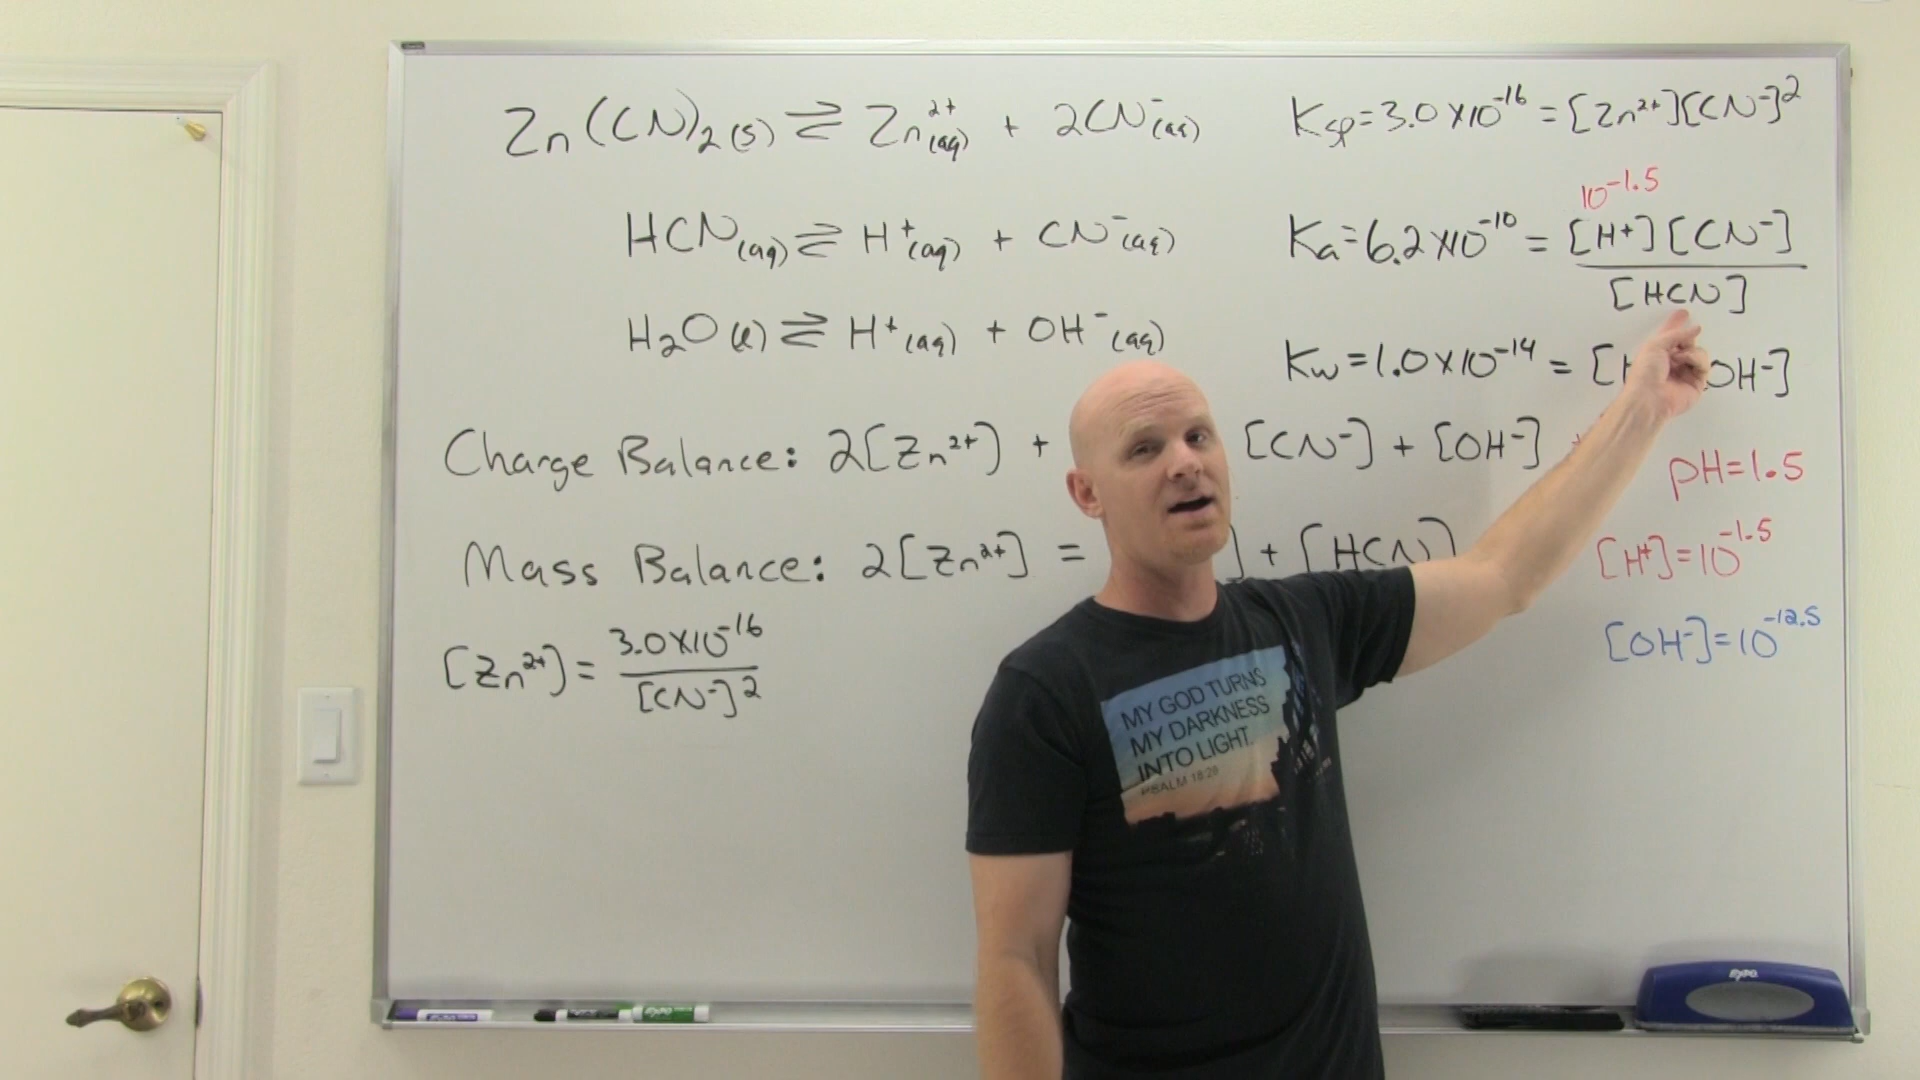 Zn(CN)₂(s) ⇌ Zn²⁺(aq) + 2CN⁻(aq) Ksp = 3.0 x 10⁻¹⁶ = [Zn²⁺][CN⁻]²
10⁻¹·⁵
HCN(aq) ⇌ H⁺(aq) + CN⁻(aq) Ka = 6.2 x 10⁻¹⁰ = [H⁺][CN⁻]
[HCN]
H₂O(l) ⇌ H⁺(aq) + OH⁻(aq) Kw = 1.0 x 10⁻¹⁴ = [H OH⁻]
Charge Balance: 2[Zn²⁺] + [CN⁻] + [OH⁻] +
pH = 1.5
Mass Balance: 2[Zn²⁺] = ] + [HCN]
[H⁺] = 10⁻¹·⁵
[Zn²⁺] = 3.0 x 10⁻¹⁶
[CN⁻]²
[OH⁻] = 10⁻¹²·⁵
MY GOD TURNS
MY DARKNESS
INTO LIGHT.
PSALM 18:28
EXPO
EXPO